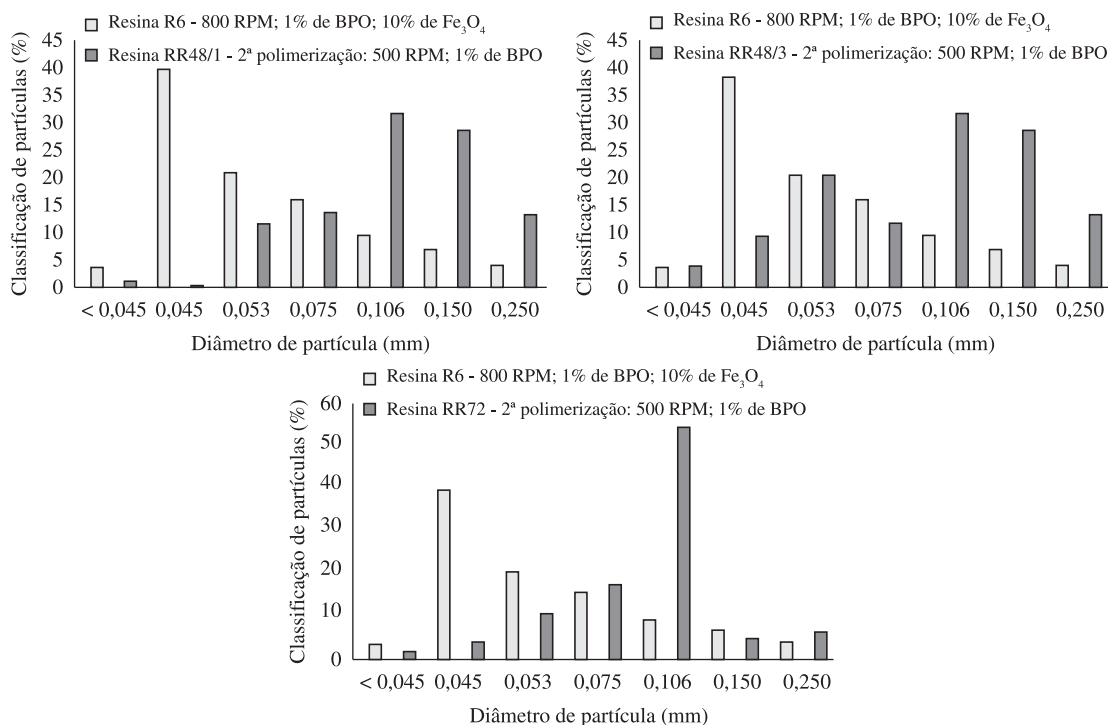 Resina R6 - 800 RPM; 1% de BPO; 10% de Fe₃O₄
Resina RR48/1 - 2ª polimerização: 500 RPM; 1% de BPO
Classificação de partículas (%)
45
40
35
30
25
20
15
10
5
0
< 0,045 0,045 0,053 0,075 0,106 0,150 0,250
Diâmetro de partícula (mm)
Resina R6 - 800 RPM; 1% de BPO; 10% de Fe₃O₄
Resina RR48/3 - 2ª polimerização: 500 RPM; 1% de BPO
Classificação de partículas (%)
45
40
35
30
25
20
15
10
5
0
< 0,045 0,045 0,053 0,075 0,106 0,150 0,250
Diâmetro de partícula (mm)
Resina R6 - 800 RPM; 1% de BPO; 10% de Fe₃O₄
Resina RR72 - 2ª polimerização: 500 RPM; 1% de BPO
Classificação de partículas (%)
60
50
40
30
20
10
0
< 0,045 0,045 0,053 0,075 0,106 0,150 0,250
Diâmetro de partícula (mm)